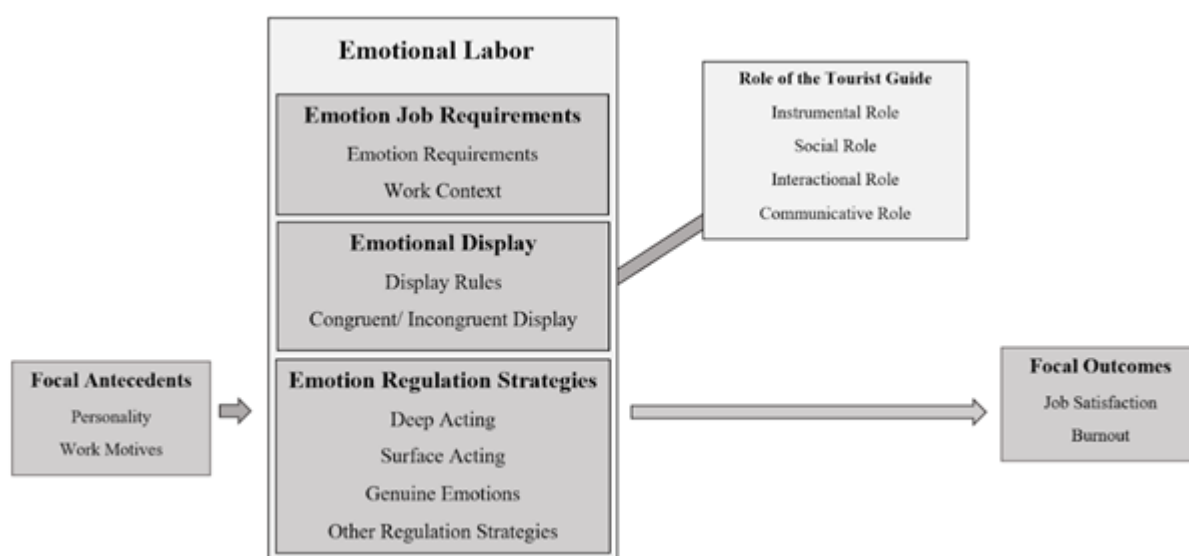 Emotional Labor
Emotion Job Requirements
Emotion Requirements
Work Context
Emotional Display
Display Rules
Congruent/ Incongruent Display
Emotion Regulation Strategies
Deep Acting
Surface Acting
Genuine Emotions
Other Regulation Strategies
Role of the Tourist Guide
Instrumental Role
Social Role
Interactional Role
Communicative Role
Focal Antecedents
Personality
Work Motives
Focal Outcomes
Job Satisfaction
Burnout